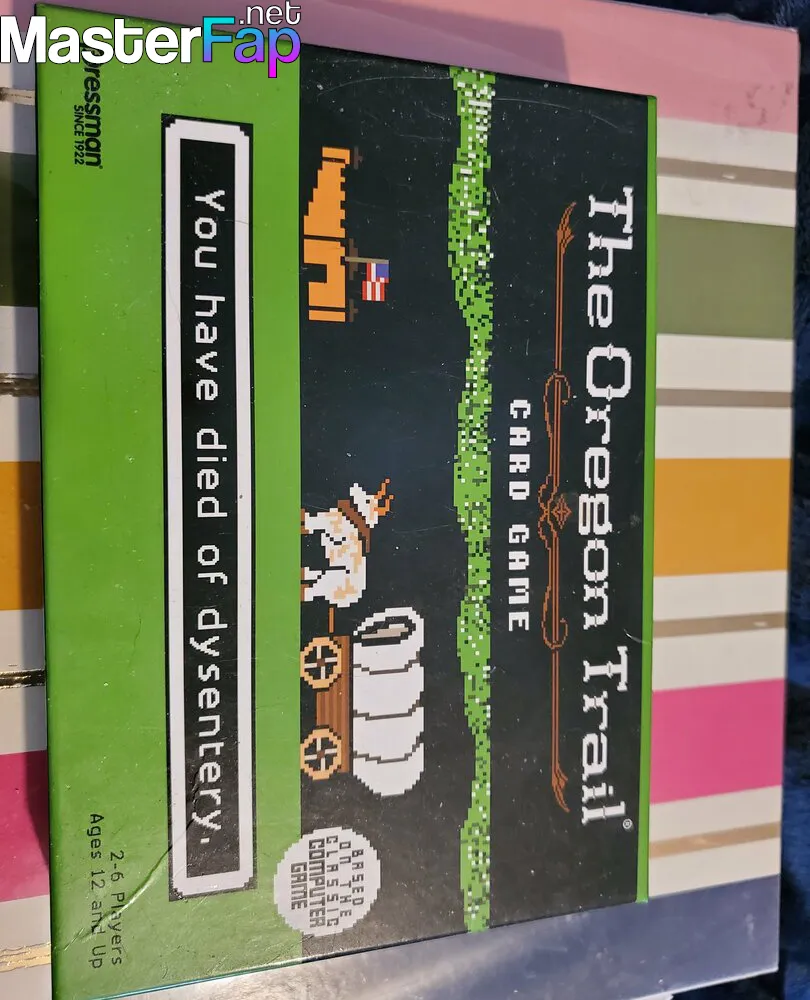 MasterFap.net
The Oregon Trail®
CARD GAME
BASED
ON THE
CLASSIC
COMPUTER
GAME
You have died of dysentery.
Pressman®
SINCE 1922
2-6 Players
Ages 12 and Up